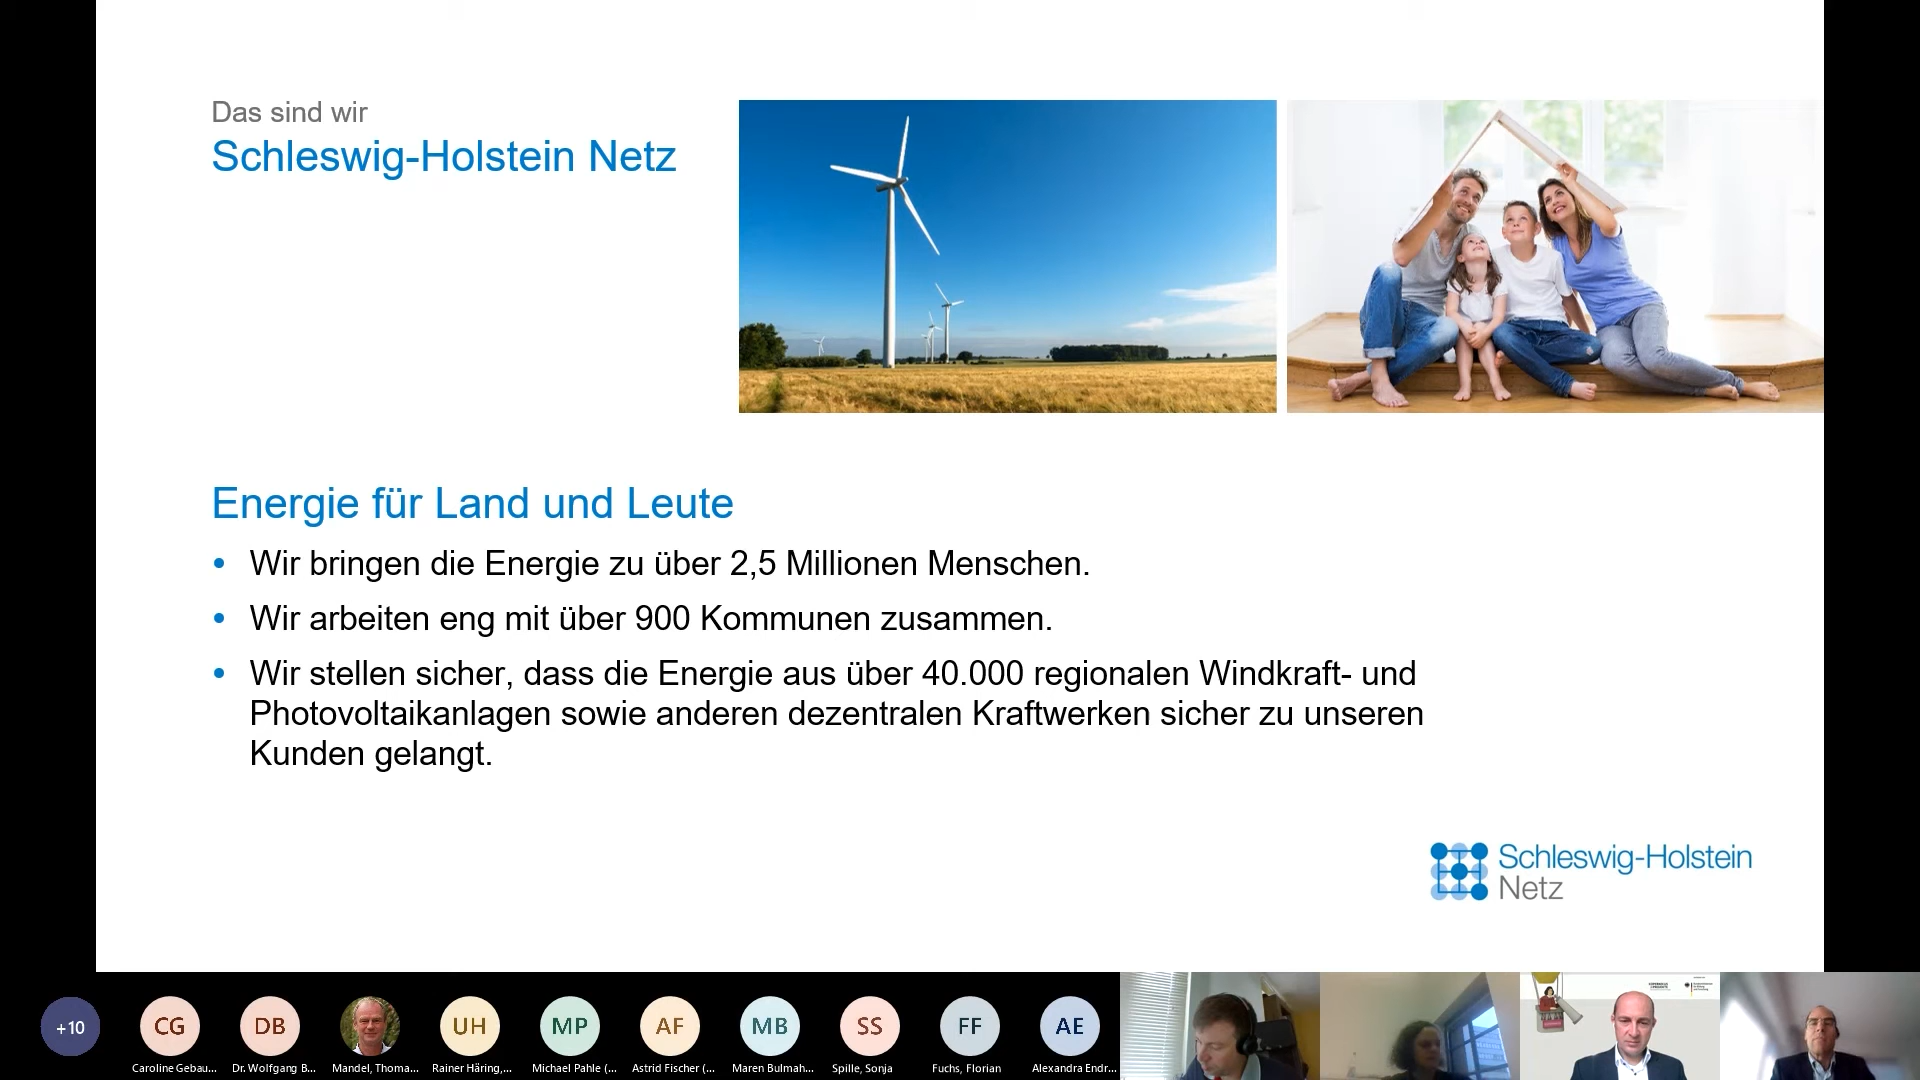 Das sind wir
Schleswig-Holstein Netz
Energie für Land und Leute
• Wir bringen die Energie zu über 2,5 Millionen Menschen.
• Wir arbeiten eng mit über 900 Kommunen zusammen.
• Wir stellen sicher, dass die Energie aus über 40.000 regionalen Windkraft- und
Photovoltaikanlagen sowie anderen dezentralen Kraftwerken sicher zu unseren
Kunden gelangt.
Schleswig-Holstein
Netz
+10
CG
DB
UH
MP
AF
MB
SS
FF
AE
Caroline Gebau...
Dr. Wolfgang B...
Mandel, Thoma...
Rainer Häring,...
Michael Pahle (...
Astrid Fischer (...
Maren Bulmah...
Spille, Sonja
Fuchs, Florian
Alexandra Endr...